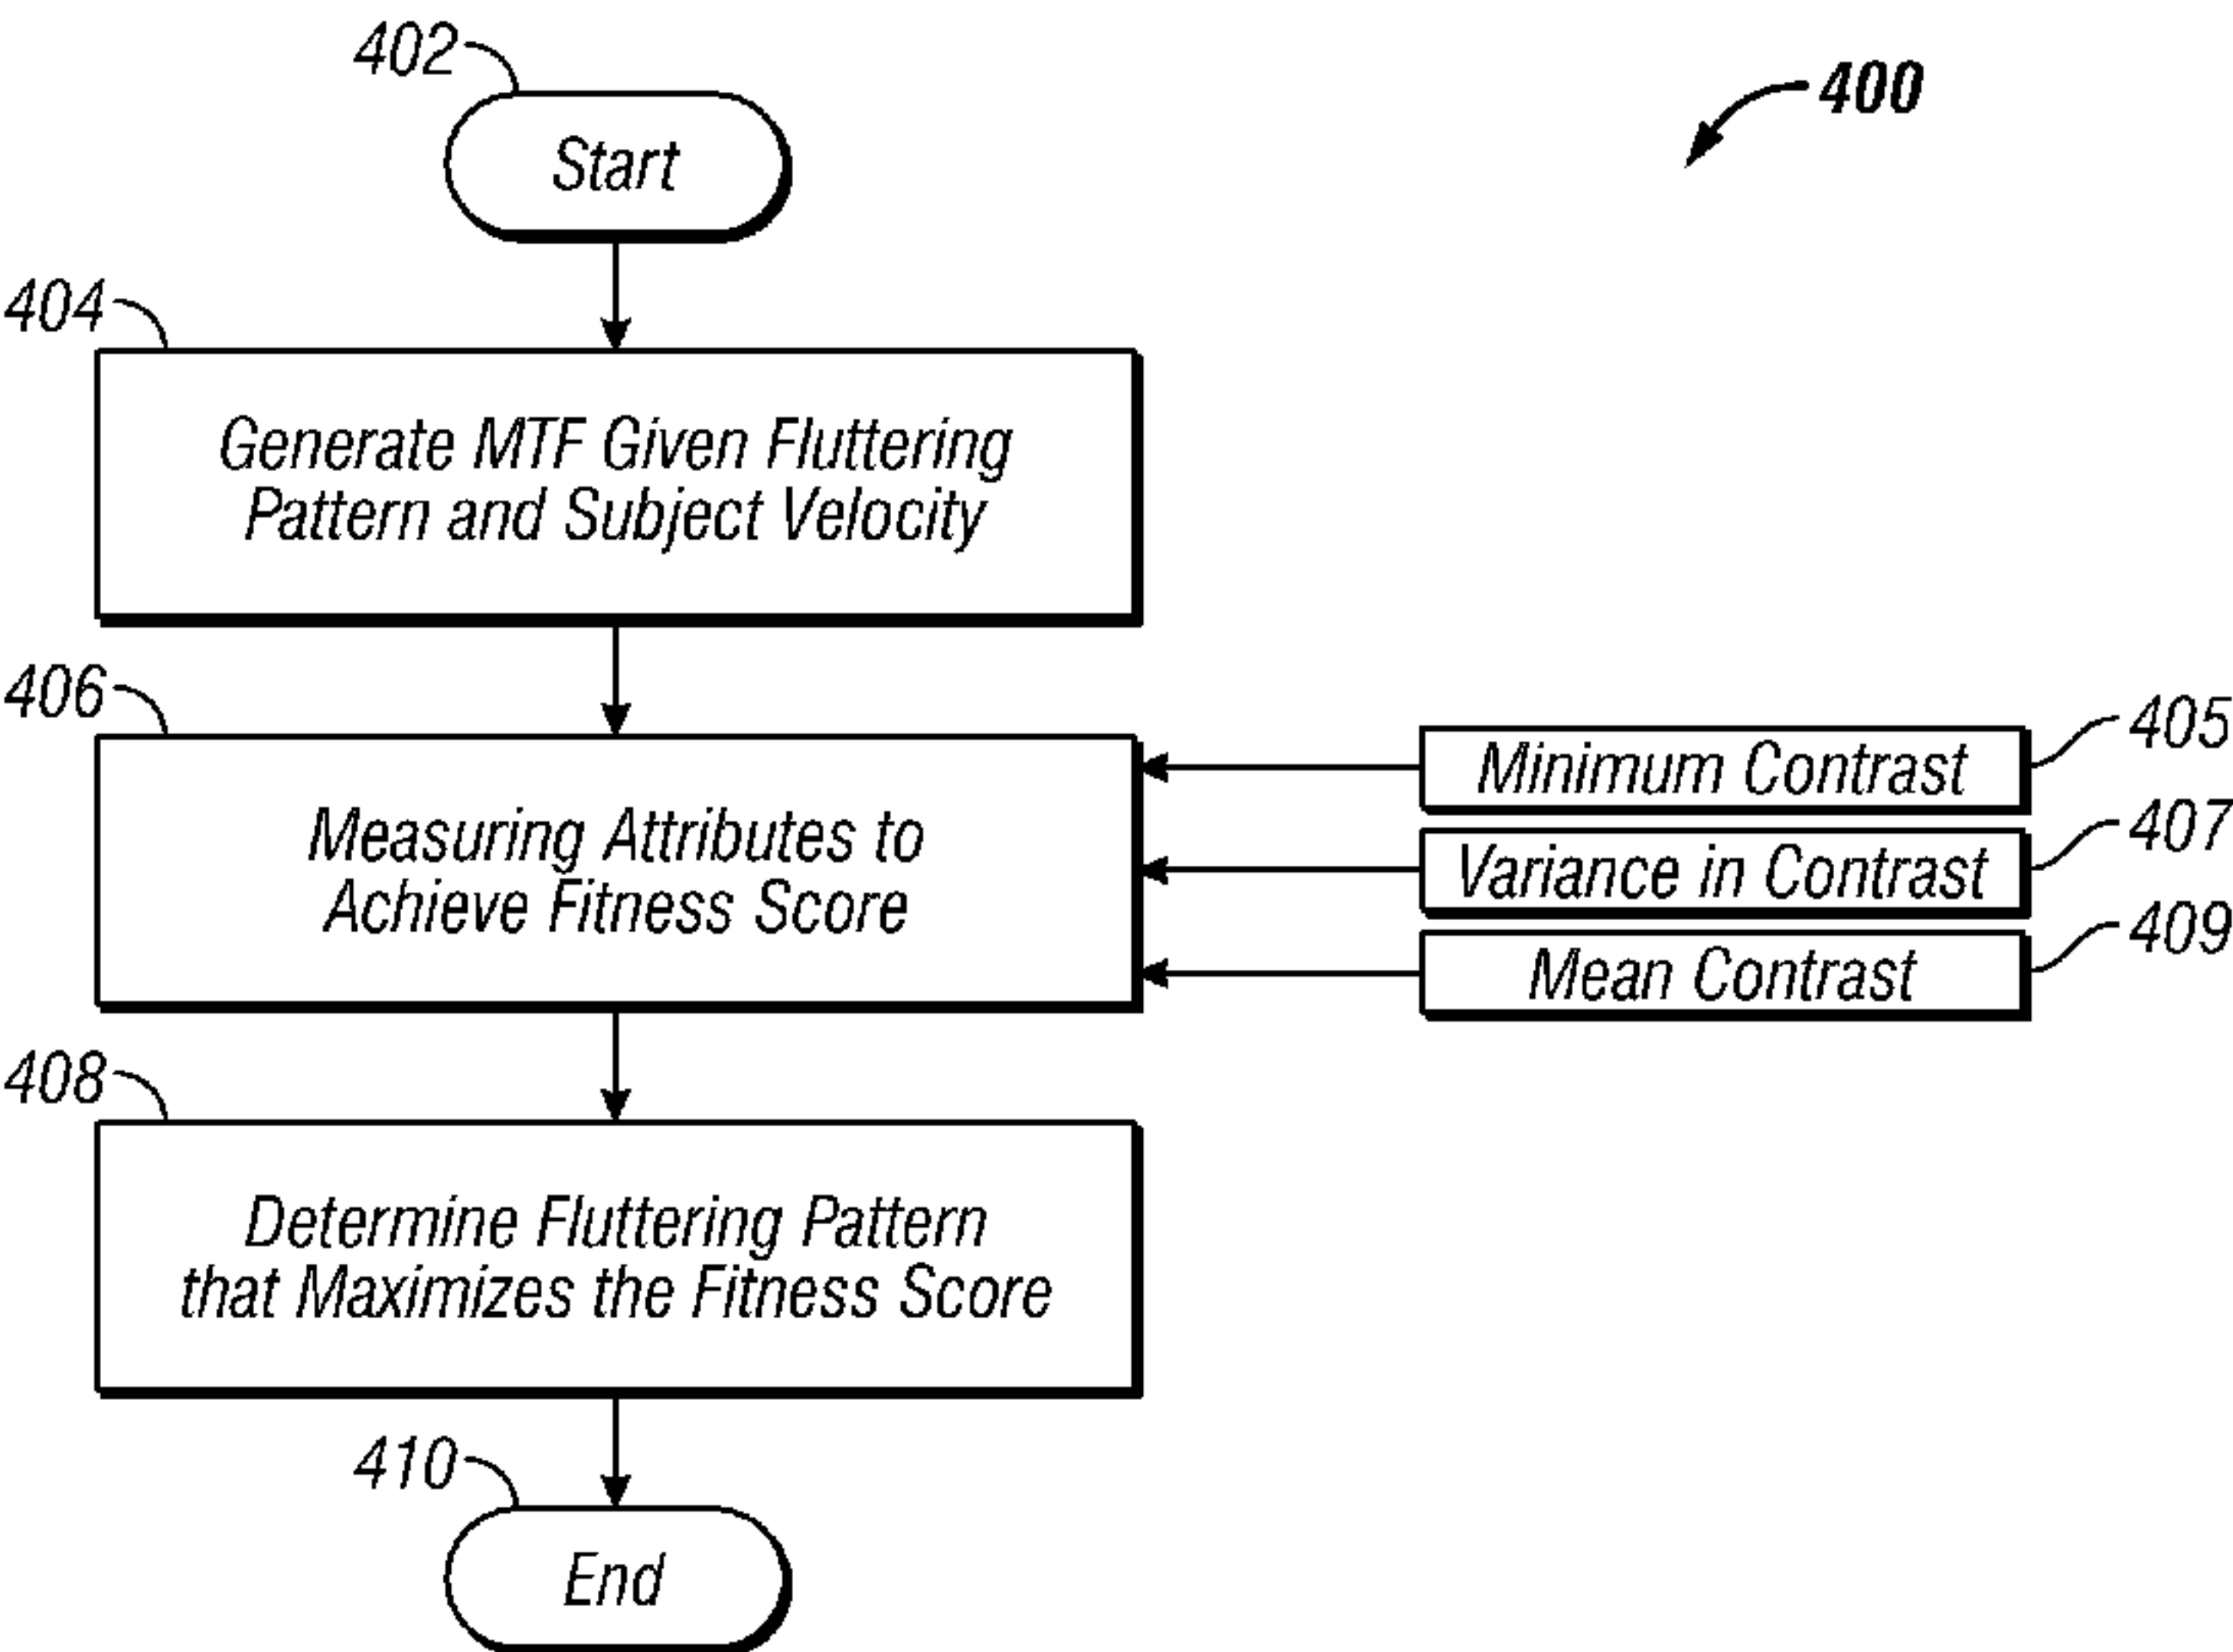 402
400
Start
404
Generate MTF Given Fluttering
Pattern and Subject Velocity
406
Measuring Attributes to
Achieve Fitness Score
Minimum Contrast
405
Variance in Contrast
407
Mean Contrast
409
408
Determine Fluttering Pattern
that Maximizes the Fitness Score
410
End